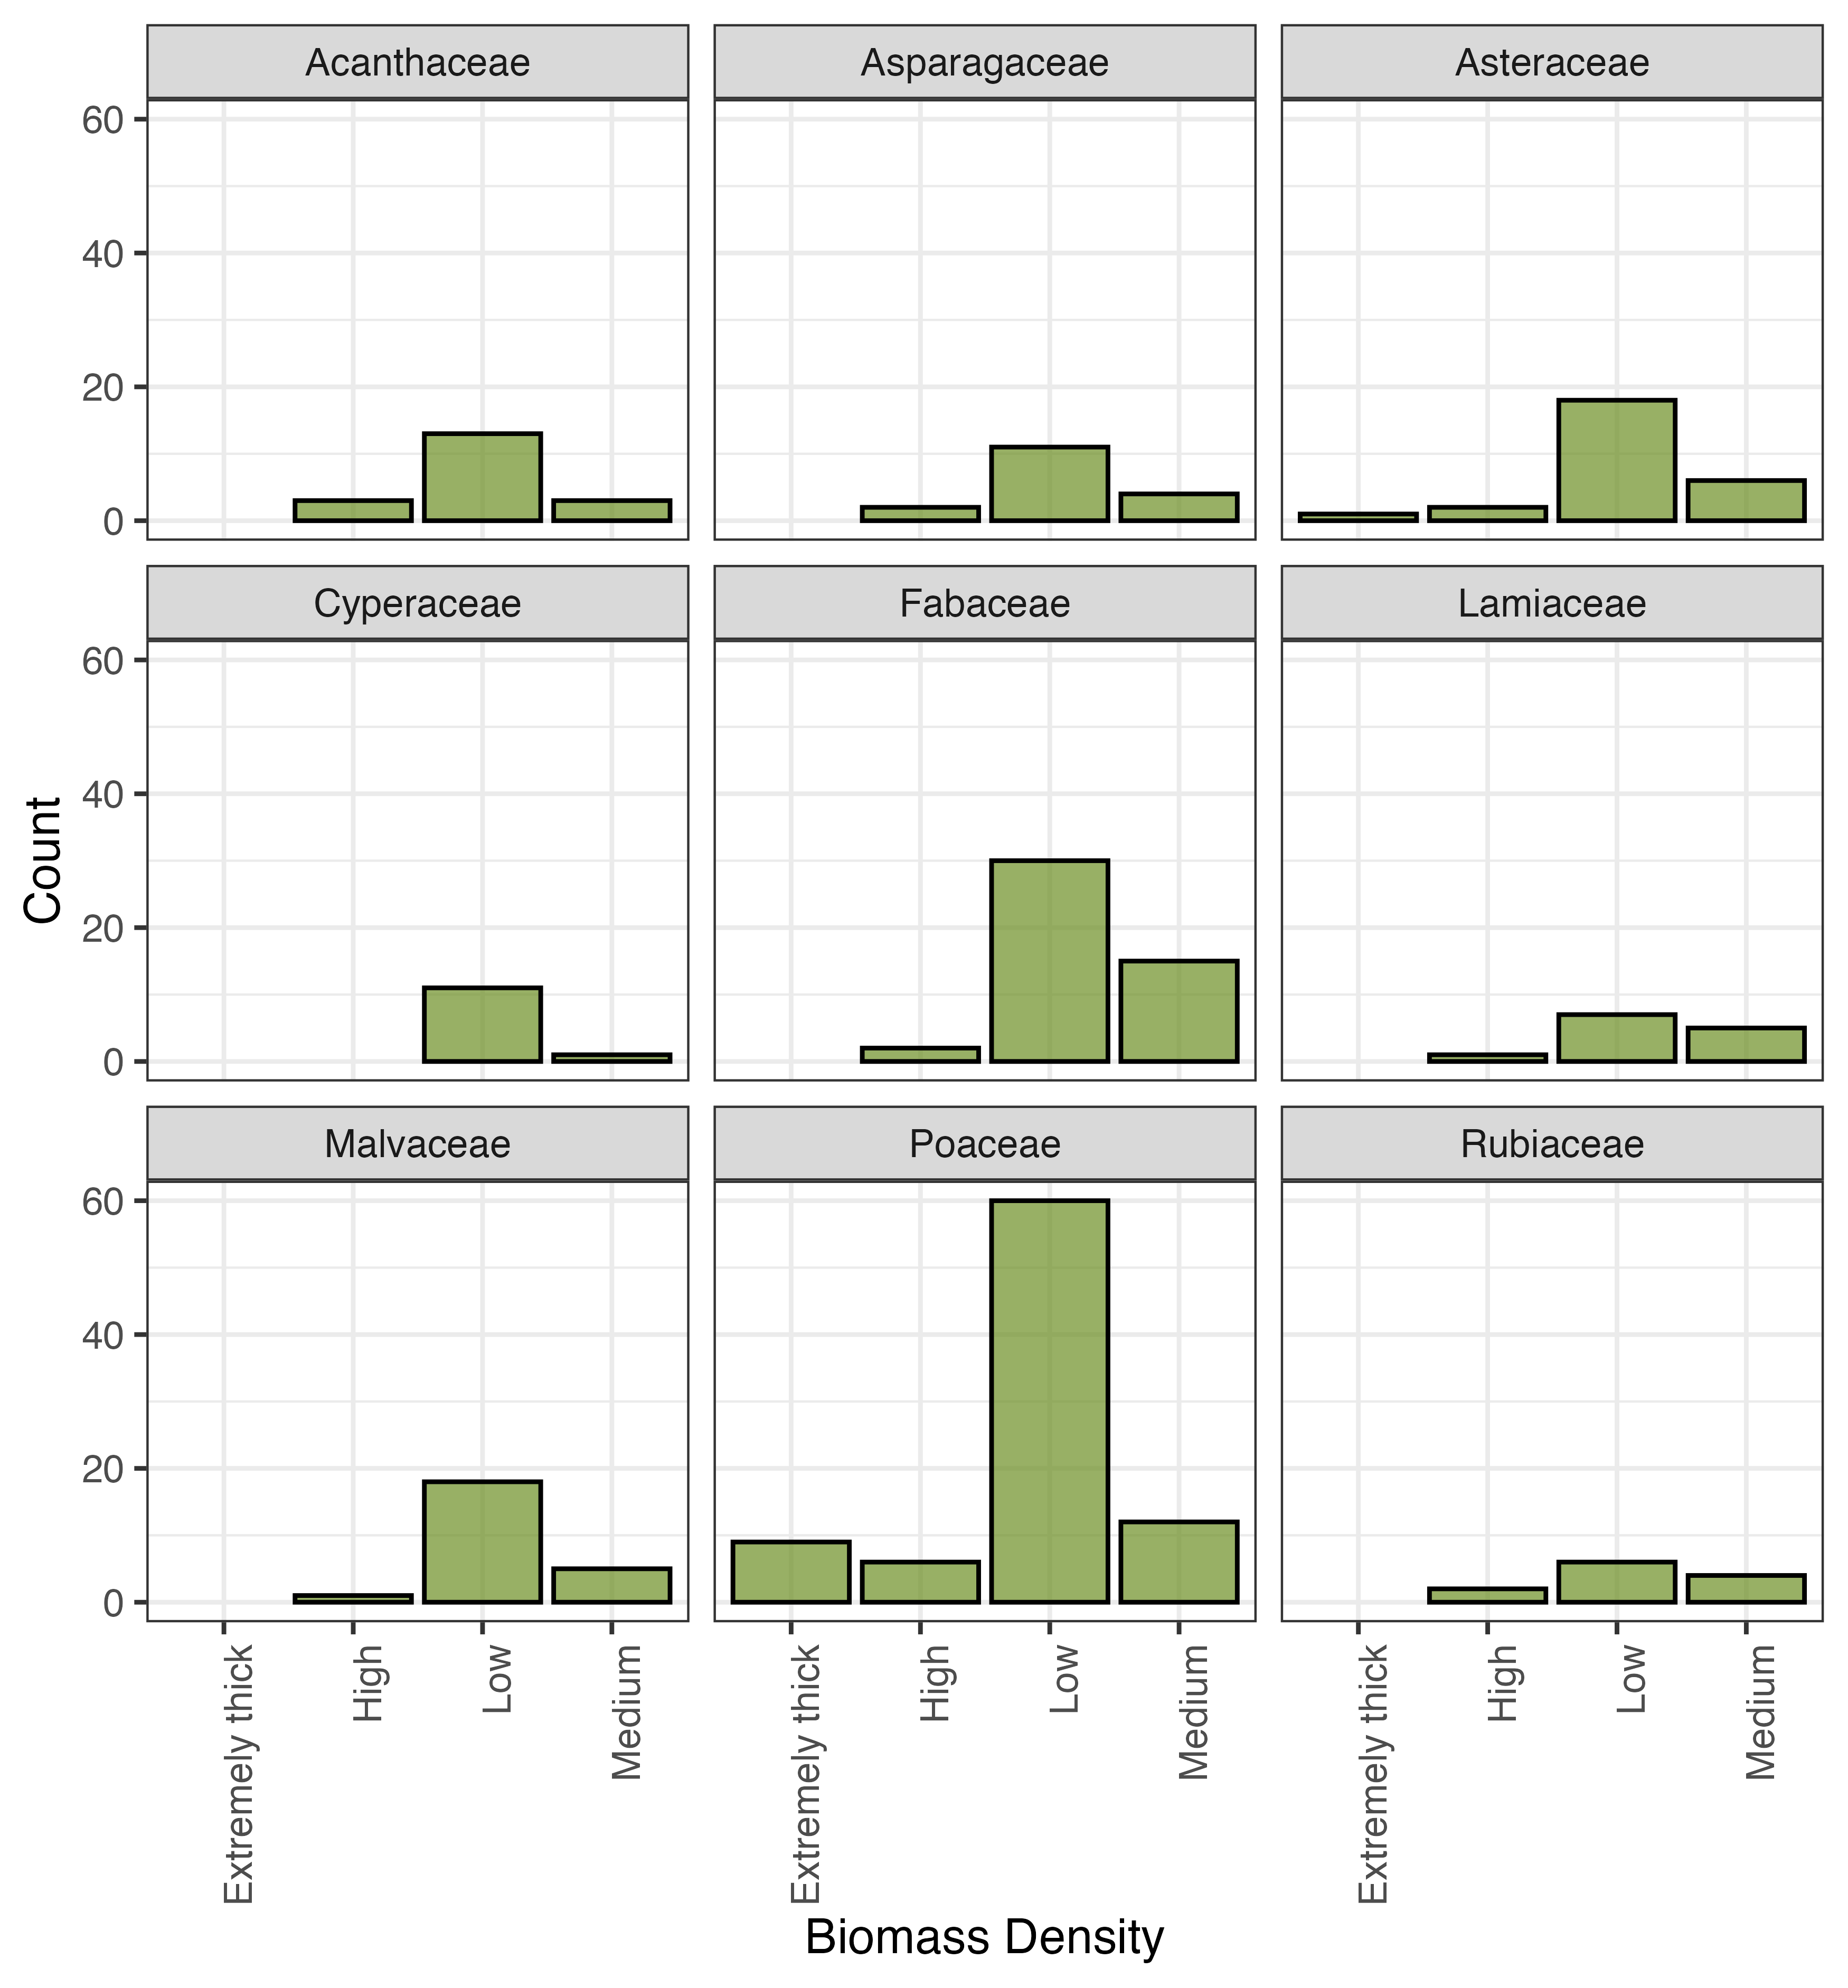 Acanthaceae Asparagaceae Asteraceae
60
40
20
0
Cyperaceae Fabaceae Lamiaceae
60
40
20
0
Malvaceae Poaceae Rubiaceae
60
40
20
0
Count
Extremely thick High Low Medium Extremely thick High Low Medium Extremely thick High Low Medium
Biomass Density